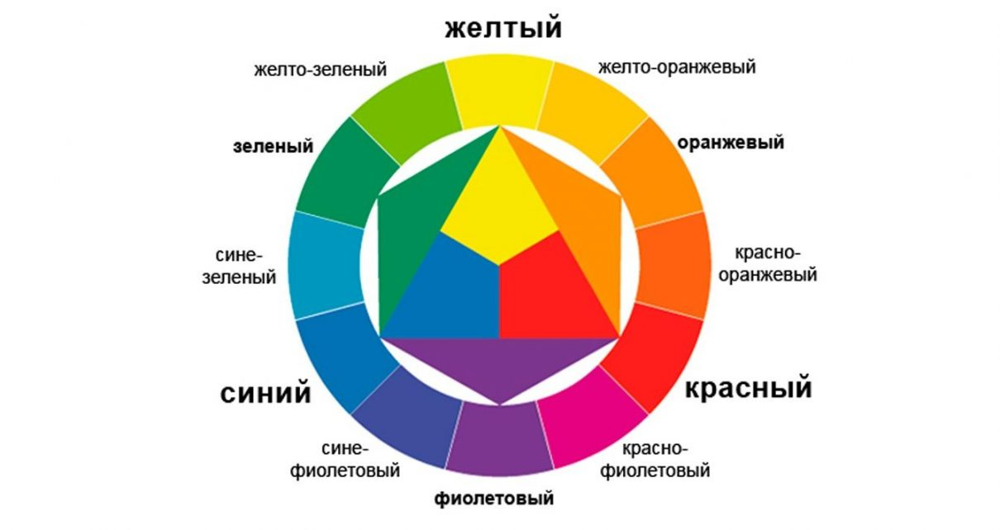 желтый
желто-зеленый
желто-оранжевый
зеленый
оранжевый
сине-
зеленый
красно-
оранжевый
синий
красный
сине-
фиолетовый
красно-
фиолетовый
фиолетовый